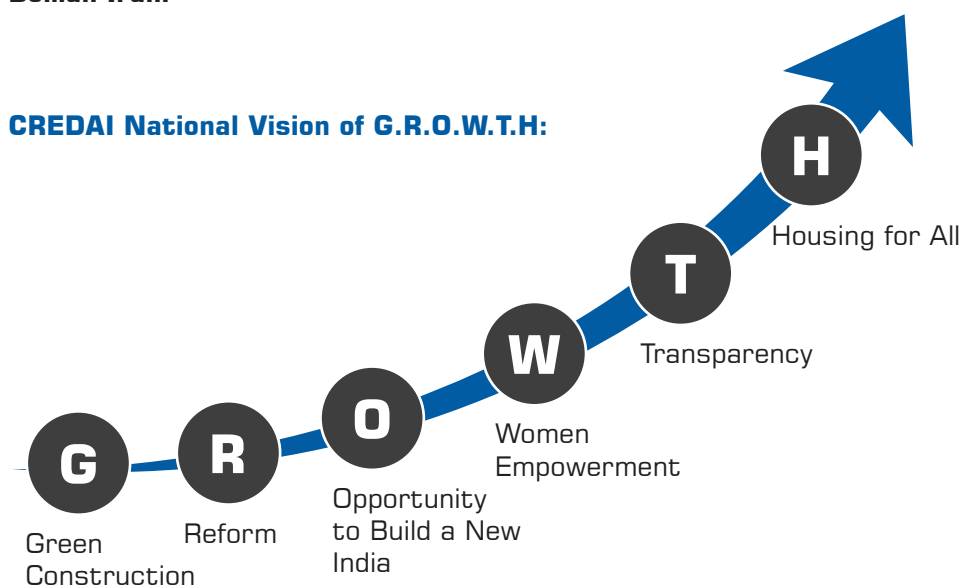 CREDAI National Vision of G.R.O.W.T.H:
H
Housing for All
T
Transparency
W
Women
Empowerment
O
Opportunity
to Build a New
India
R
Reform
G
Green
Construction